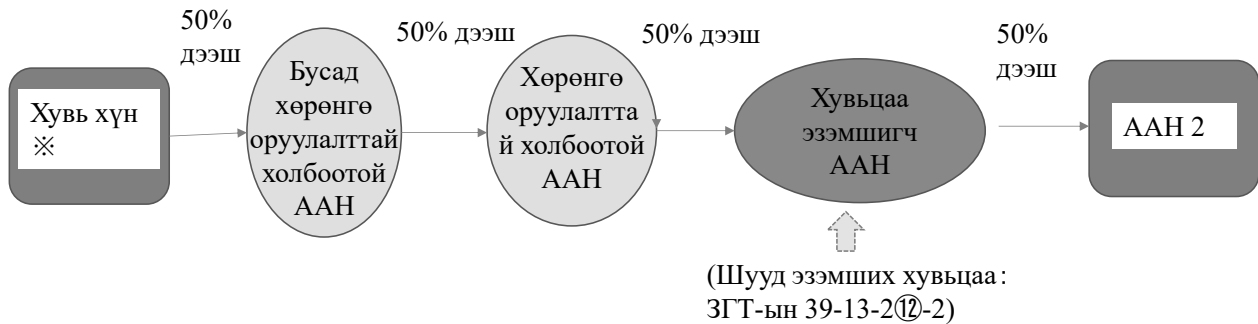 50%
дээш
50% дээш
50% дээш
50%
дээш
Хувь хүн
※
Бусад
хөрөнгө
оруулалттай
холбоотой
ААН
Хөрөнгө
оруулалтта
й холбоотой
ААН
Хувьцаа
эзэмшигч
ААН
ААН 2
(Шууд эзэмших хувьцаа:
ЗГТ-ын 39-13-2⑫-2)